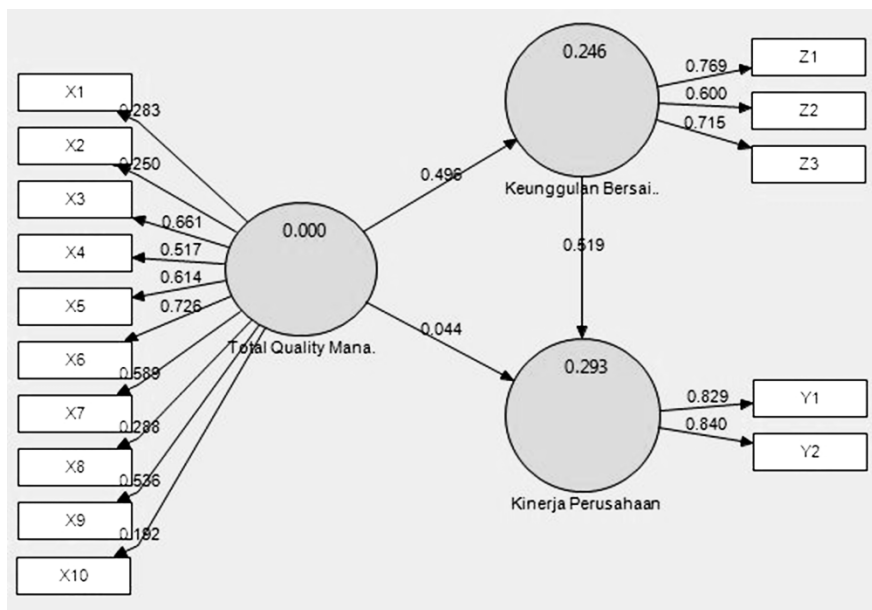 X1
0.283
X2
0.250
X3
0.661
X4
0.517
X5
0.614
X6
0.726
X7
0.589
X8
0.288
X9
0.536
X10
0.192
0.000
Total Quality Mana.
0.496
0.044
0.246
Keunggulan Bersai..
0.519
0.293
Kinerja Perusahaan
0.769
Z1
0.600
Z2
0.715
Z3
0.829
Y1
0.840
Y2